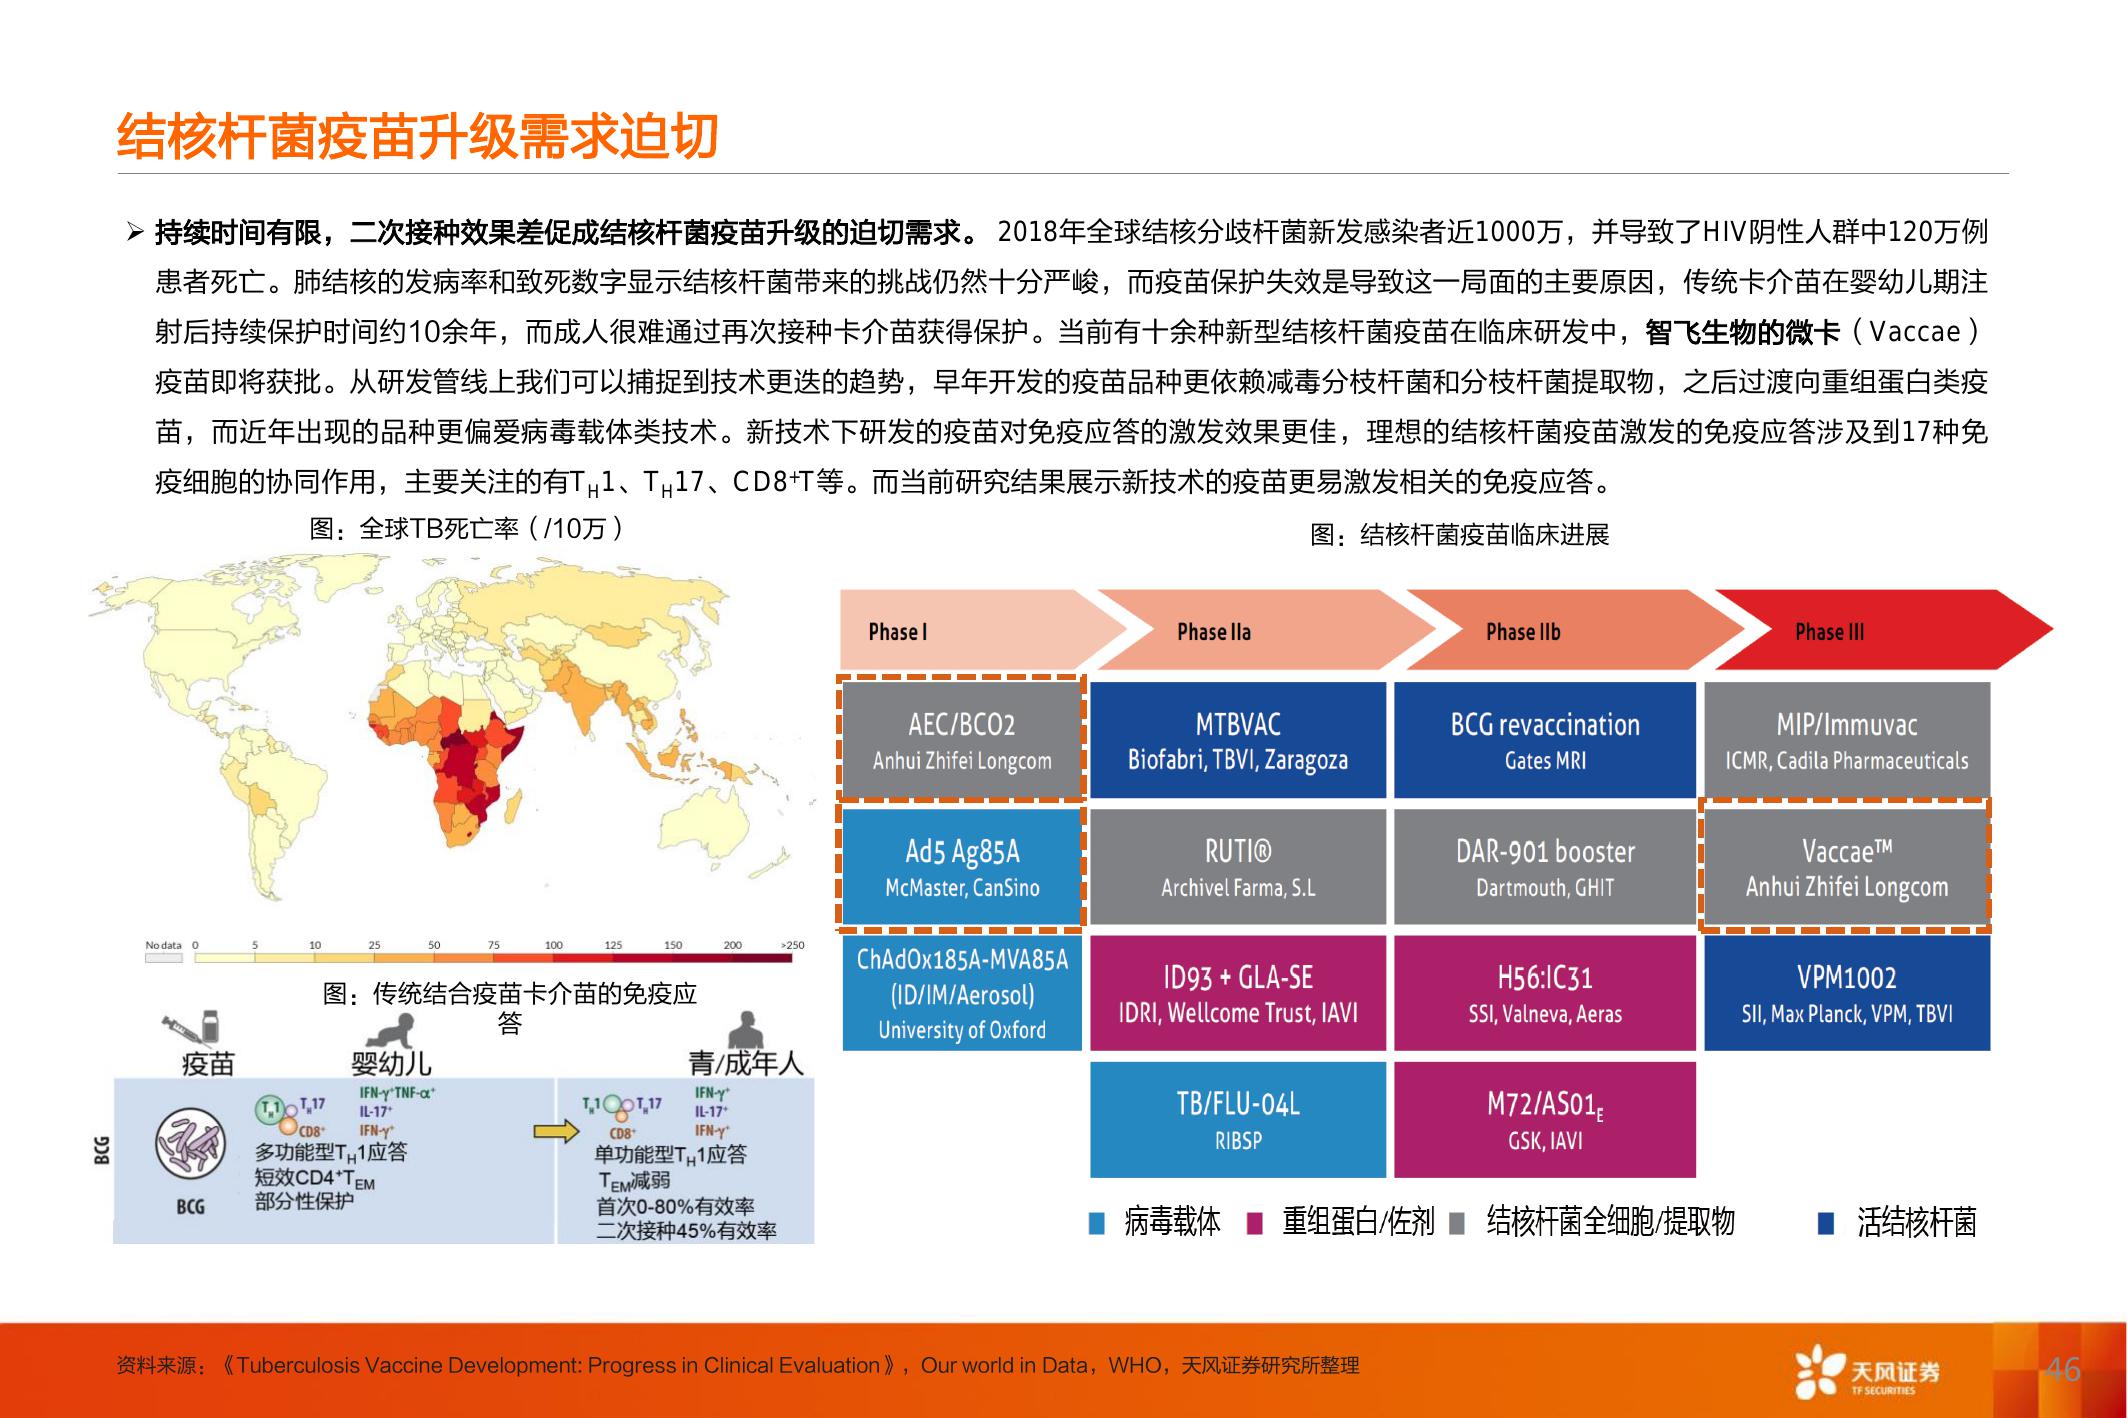 结核杆菌疫苗升级需求迫切
➢ 持续时间有限，二次接种效果差促成结核杆菌疫苗升级的迫切需求。 2018年全球结核分歧杆菌新发感染者近1000万，并导致了HIV阴性人群中120万例
患者死亡。肺结核的发病率和致死数字显示结核杆菌带来的挑战仍然十分严峻，而疫苗保护失效是导致这一局面的主要原因，传统卡介苗在婴幼儿期注
射后持续保护时间约10余年，而成人很难通过再次接种卡介苗获得保护。当前有十余种新型结核杆菌疫苗在临床研发中，智飞生物的微卡（Vaccae）
疫苗即将获批。从研发管线上我们可以捕捉到技术更迭的趋势，早年开发的疫苗品种更依赖减毒分枝杆菌和分枝杆菌提取物，之后过渡向重组蛋白类疫
苗，而近年出现的品种更偏爱病毒载体类技术。新技术下研发的疫苗对免疫应答的激发效果更佳，理想的结核杆菌疫苗激发的免疫应答涉及到17种免
疫细胞的协同作用，主要关注的有TH1、TH17、CD8+T等。而当前研究结果展示新技术的疫苗更易激发相关的免疫应答。
图：全球TB死亡率（/10万）
No data 0 5 10 25 50 75 100 125 150 200 >250
图：传统结合疫苗卡介苗的免疫应
答
疫苗 婴幼儿 青/成年人
BCG
BCG
TH1 TH17 CD8+
IFN-γ+TNF-α+
IL-17+
IFN-γ+
多功能型TH1应答
短效CD4+TEM
部分性保护
TH1 TH17 CD8+
IFN-γ+
IL-17+
IFN-γ+
单功能型TH1应答
TEM减弱
首次0-80%有效率
二次接种45%有效率
图：结核杆菌疫苗临床进展
Phase I Phase IIa Phase IIb Phase III
AEC/BCO2
Anhui Zhifei Longcom
MTBVAC
Biofabri, TBVI, Zaragoza
BCG revaccination
Gates MRI
MIP/Immuvac
ICMR, Cadila Pharmaceuticals
Ad5 Ag85A
McMaster, CanSino
RUTI®
Archivel Farma, S.L
DAR-901 booster
Dartmouth, GHIT
Vaccae™
Anhui Zhifei Longcom
ChAdOx185A-MVA85A
(ID/IM/Aerosol)
University of Oxford
ID93 + GLA-SE
IDRI, Wellcome Trust, IAVI
H56:IC31
SSI, Valneva, Aeras
VPM1002
SII, Max Planck, VPM, TBVI
TB/FLU-04L
RIBSP
M72/AS01E
GSK, IAVI
病毒载体 重组蛋白/佐剂 结核杆菌全细胞/提取物 活结核杆菌
资料来源：《Tuberculosis Vaccine Development: Progress in Clinical Evaluation》，Our world in Data，WHO，天风证券研究所整理
天风证券
TF SECURITIES
46